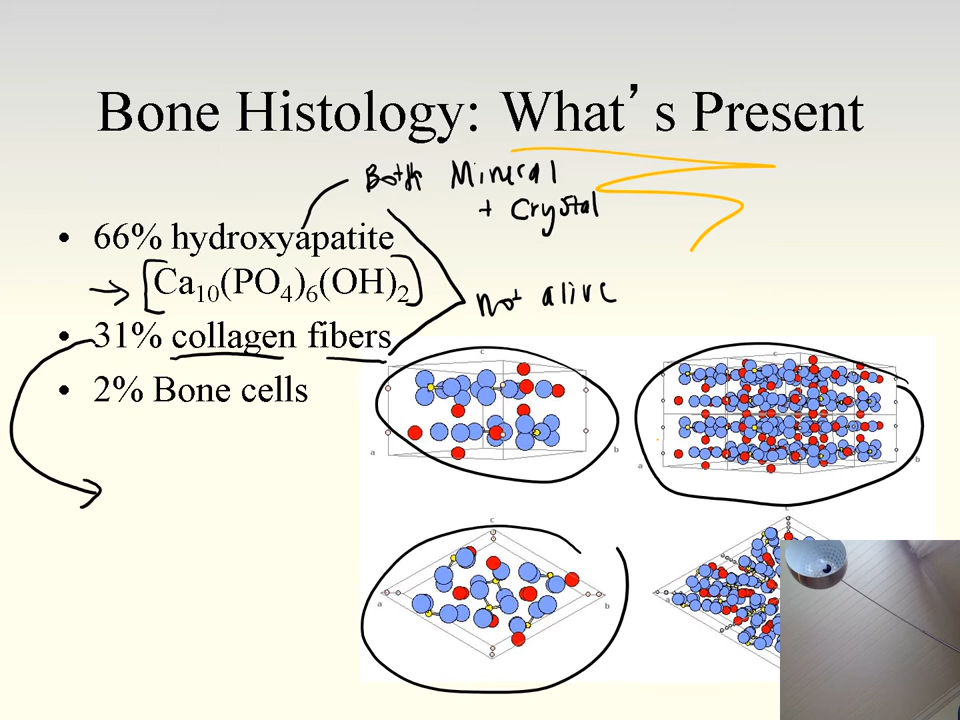 Bone Histology: What's Present
Both Mineral
+ Crystal
• 66% hydroxyapatite
→ [Ca₁₀(PO₄)₆(OH)₂]
not alive
• 31% collagen fibers
• 2% Bone cells
c
c
a
b
a
b
c
c
a
b
a